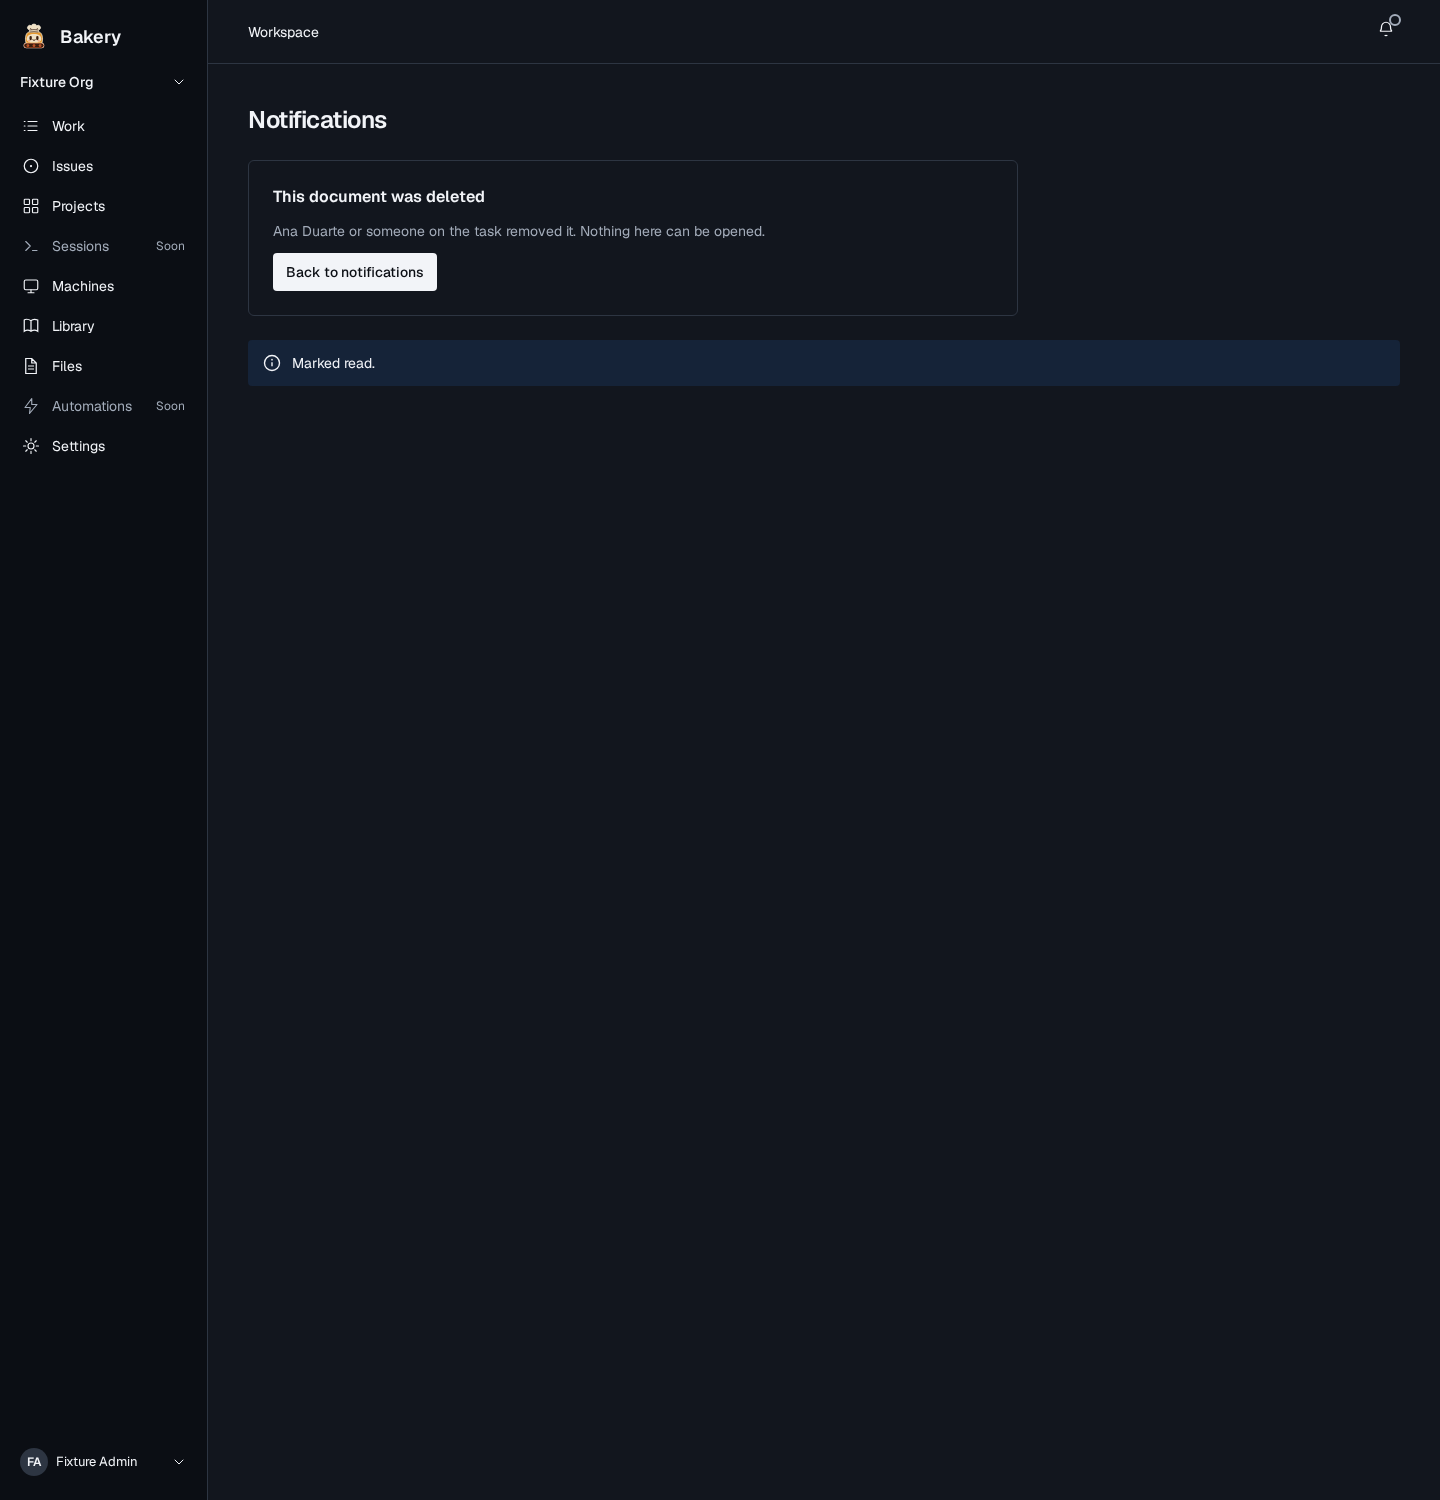 Bakery
Fixture Org
Work
Issues
Projects
Sessions Soon
Machines
Library
Files
Automations Soon
Settings
FA Fixture Admin
Workspace
Notifications
This document was deleted
Ana Duarte or someone on the task removed it. Nothing here can be opened.
Back to notifications
Marked read.